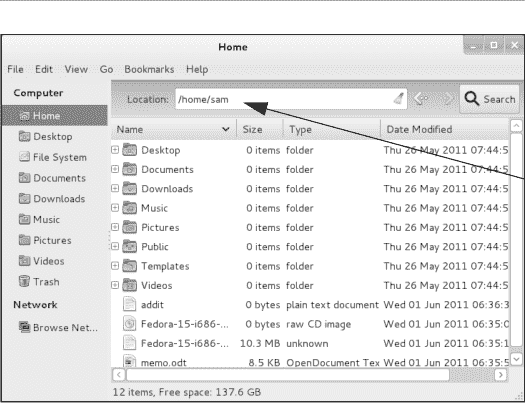 Home
File Edit View Go Bookmarks Help
Computer
Home
Desktop
File System
Documents
Downloads
Music
Pictures
Videos
Trash
Network
Browse Net...
Location: /home/sam Search
Name Size Type Date Modified
Desktop 0 items folder Thu 26 May 2011 07:44:5
Documents 0 items folder Thu 26 May 2011 07:44:5
Downloads 0 items folder Thu 26 May 2011 07:44:5
Music 0 items folder Thu 26 May 2011 07:44:5
Pictures 0 items folder Thu 26 May 2011 07:44:5
Public 0 items folder Thu 26 May 2011 07:44:5
Templates 0 items folder Thu 26 May 2011 07:44:5
Videos 0 items folder Thu 26 May 2011 07:44:5
addit 0 bytes plain text document Wed 01 Jun 2011 06:36:3
Fedora-15-i686-... 0 bytes raw CD image Wed 01 Jun 2011 06:35:0
Fedora-15-i686-... 10.3 MB unknown Wed 01 Jun 2011 06:35:1
memo.odt 8.5 KB OpenDocument Tex Wed 01 Jun 2011 06:35:5
12 items, Free space: 137.6 GB